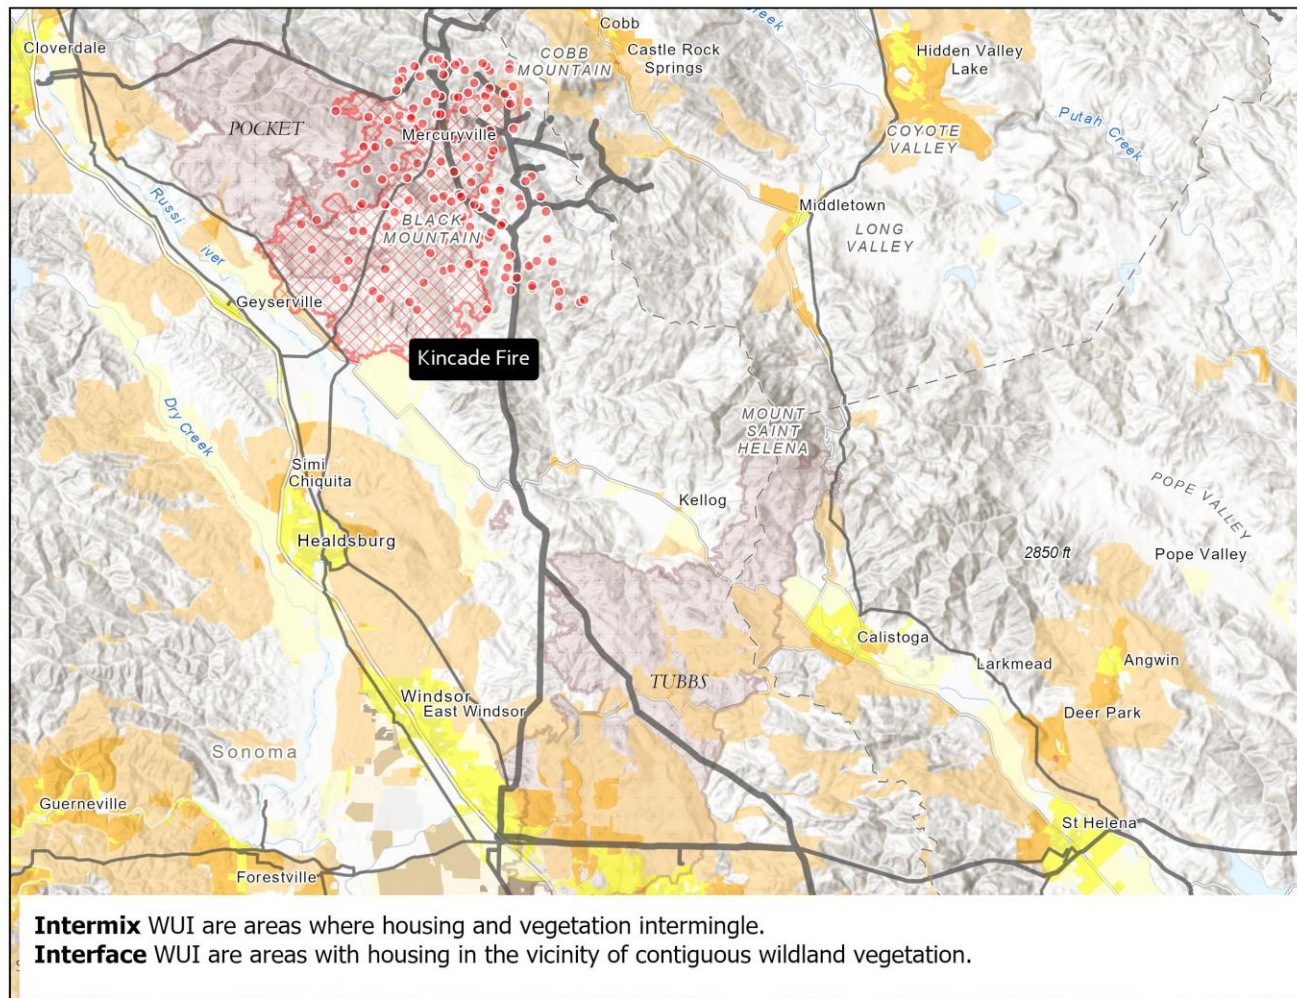 Cobb
Creek
Cloverdale
COBB
MOUNTAIN
Castle Rock
Springs
Hidden Valley
Lake
POCKET
Mercuryville
COYOTE
VALLEY
Putah Creek
Russi
iver
Middletown
BLACK
MOUNTAIN
LONG
VALLEY
Geyserville
Kincade Fire
Dry Creek
MOUNT
SAINT
HELENA
Simi
Chiquita
Kellog
POPE VALLEY
Healdsburg
2850 ft
Pope Valley
Calistoga
Larkmead
Angwin
TUBBS
Windsor
East Windsor
Deer Park
Sonoma
Guerneville
St Helena
Forestville
Intermix WUI are areas where housing and vegetation intermingle.
Interface WUI are areas with housing in the vicinity of contiguous wildland vegetation.